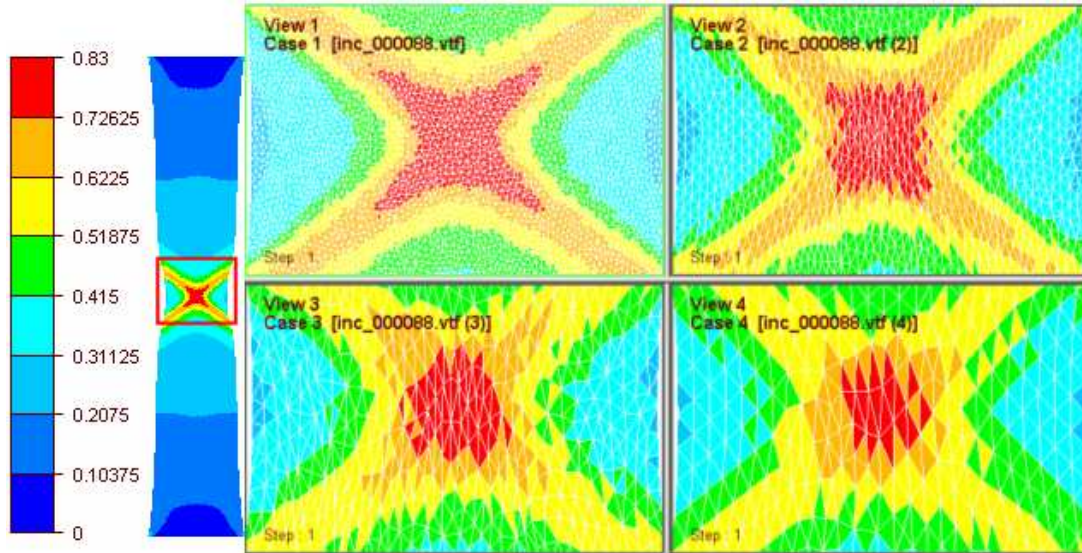 0.83
0.72625
0.6225
0.51875
0.415
0.31125
0.2075
0.10375
0
View 1
Case 1 [inc_000088.vtf]
Step : 1
View 2
Case 2 [inc_000088.vtf (2)]
Step : 1
View 3
Case 3 [inc_000088.vtf (3)]
Step : 1
View 4
Case 4 [inc_000088.vtf (4)]
Step : 1